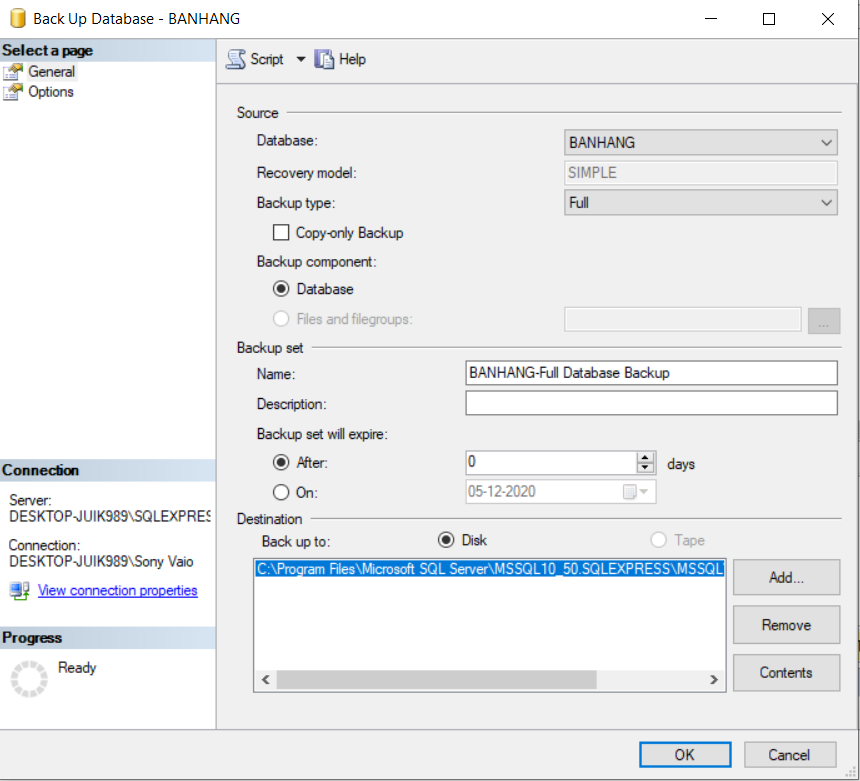 Back Up Database - BANHANG
Select a page
General
Options
Script
Help
Source
Database:
BANHANG
Recovery model:
SIMPLE
Backup type:
Full
Copy-only Backup
Backup component:
Database
Files and filegroups:
...
Backup set
Name:
BANHANG-Full Database Backup
Description:
Backup set will expire:
After:
0
days
On:
05-12-2020
Destination
Back up to:
Disk
Tape
C:\Program Files\Microsoft SQL Server\MSSQL10_50.SQLEXPRESS\MSSQL
Add...
Remove
Contents
Connection
Server:
DESKTOP-JUIK989\SQLEXPRES
Connection:
DESKTOP-JUIK989\Sony Vaio
View connection properties
Progress
Ready
OK
Cancel